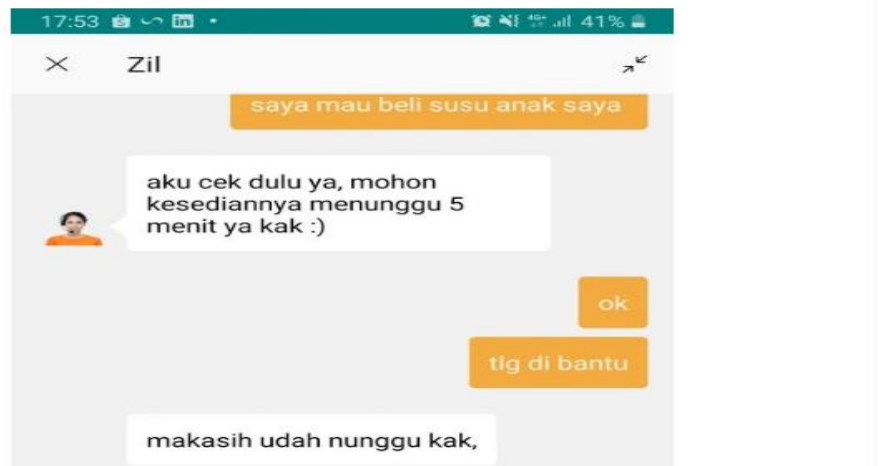 17:53
4G+ 41%
Zil
saya mau beli susu anak saya
aku cek dulu ya, mohon
kesediannya menunggu 5
menit ya kak :)
ok
tlg di bantu
makasih udah nunggu kak,